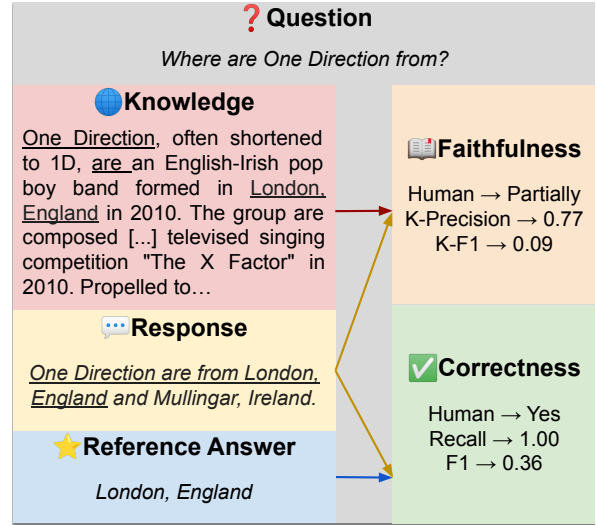 Question
Where are One Direction from?
Knowledge
One Direction, often shortened
to 1D, are an English-Irish pop
boy band formed in London,
England in 2010. The group are
composed [...] televised singing
competition "The X Factor" in
2010. Propelled to…
Response
One Direction are from London,
England and Mullingar, Ireland.
Reference Answer
London, England
Faithfulness
Human → Partially
K-Precision → 0.77
K-F1 → 0.09
Correctness
Human → Yes
Recall → 1.00
F1 → 0.36